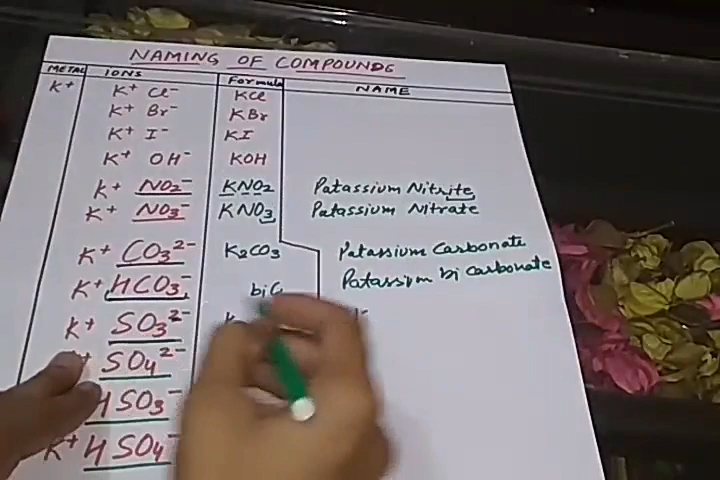 NAMING OF COMPOUNDS
METAL IONS Formula NAME
K+ K+ Cl- KCl
K+ Br- KBr
K+ I- KI
K+ OH- KOH
K+ NO2- KNO2 Patassium Nitrite
K+ NO3- KNO3 Patassium Nitrate
K+ CO3 2- K2CO3 Patassium Carbonate
K+ HCO3- biC Patassium bi carbonate
K+ SO3 2- K
SO4 2-
HSO3-
K+ HSO4-